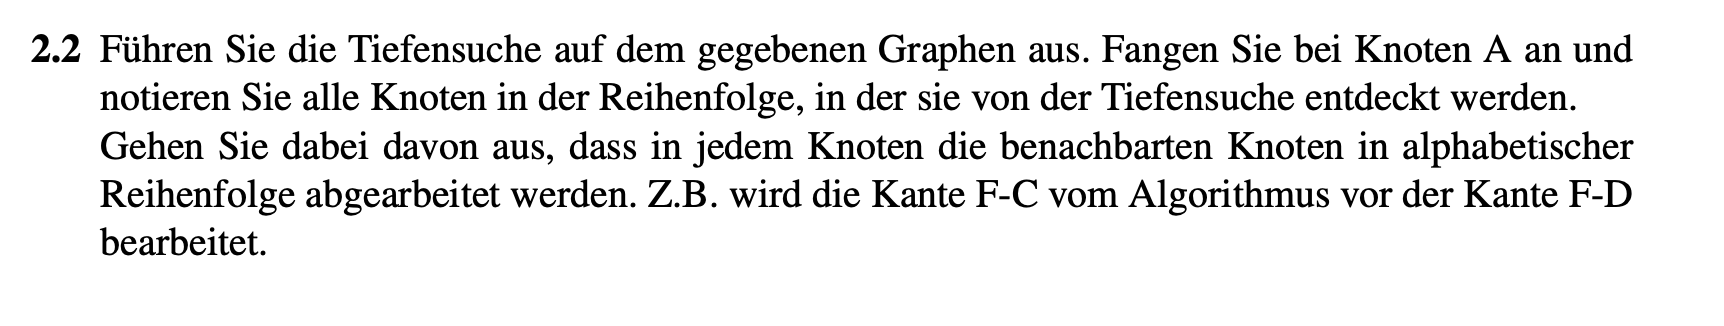 2.2 Führen Sie die Tiefensuche auf dem gegebenen Graphen aus. Fangen Sie bei Knoten A an und
notieren Sie alle Knoten in der Reihenfolge, in der sie von der Tiefensuche entdeckt werden.
Gehen Sie dabei davon aus, dass in jedem Knoten die benachbarten Knoten in alphabetischer
Reihenfolge abgearbeitet werden. Z.B. wird die Kante F-C vom Algorithmus vor der Kante F-D
bearbeitet.